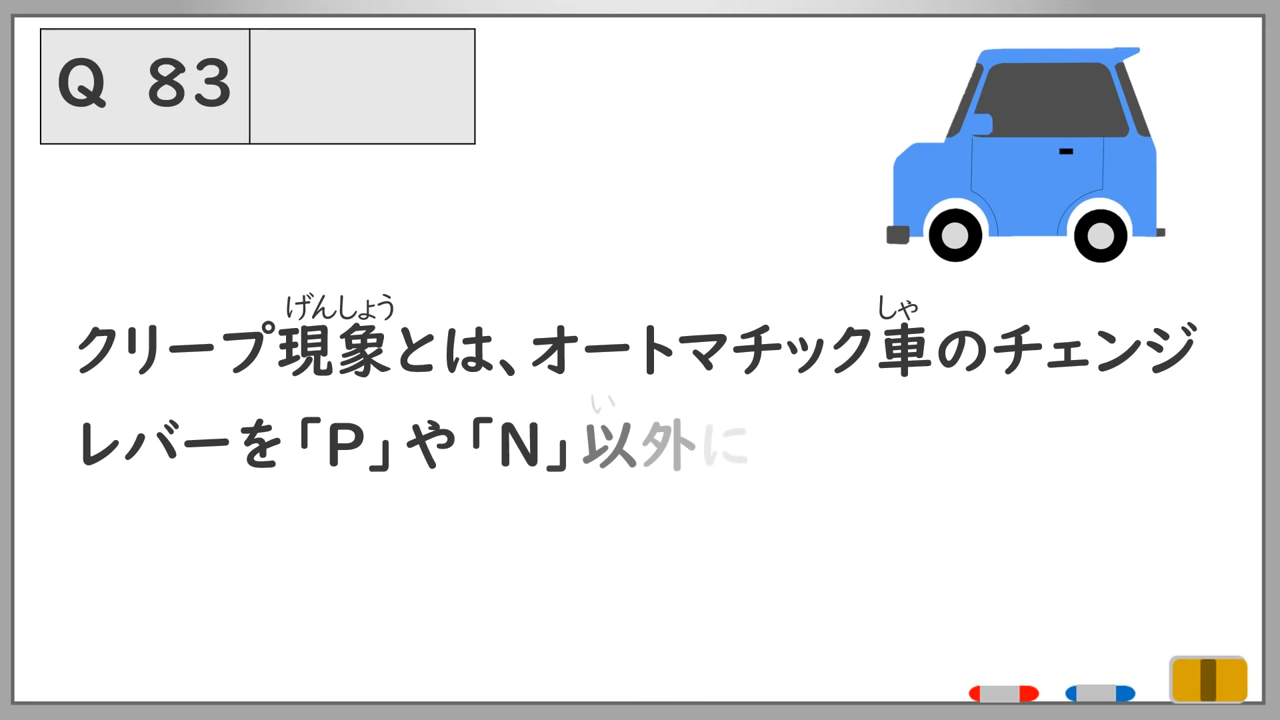 Q 83
クリープ現象とは、オートマチック車のチェンジ
げんしょう
しゃ
レバーを「P」や「N」以外に
い